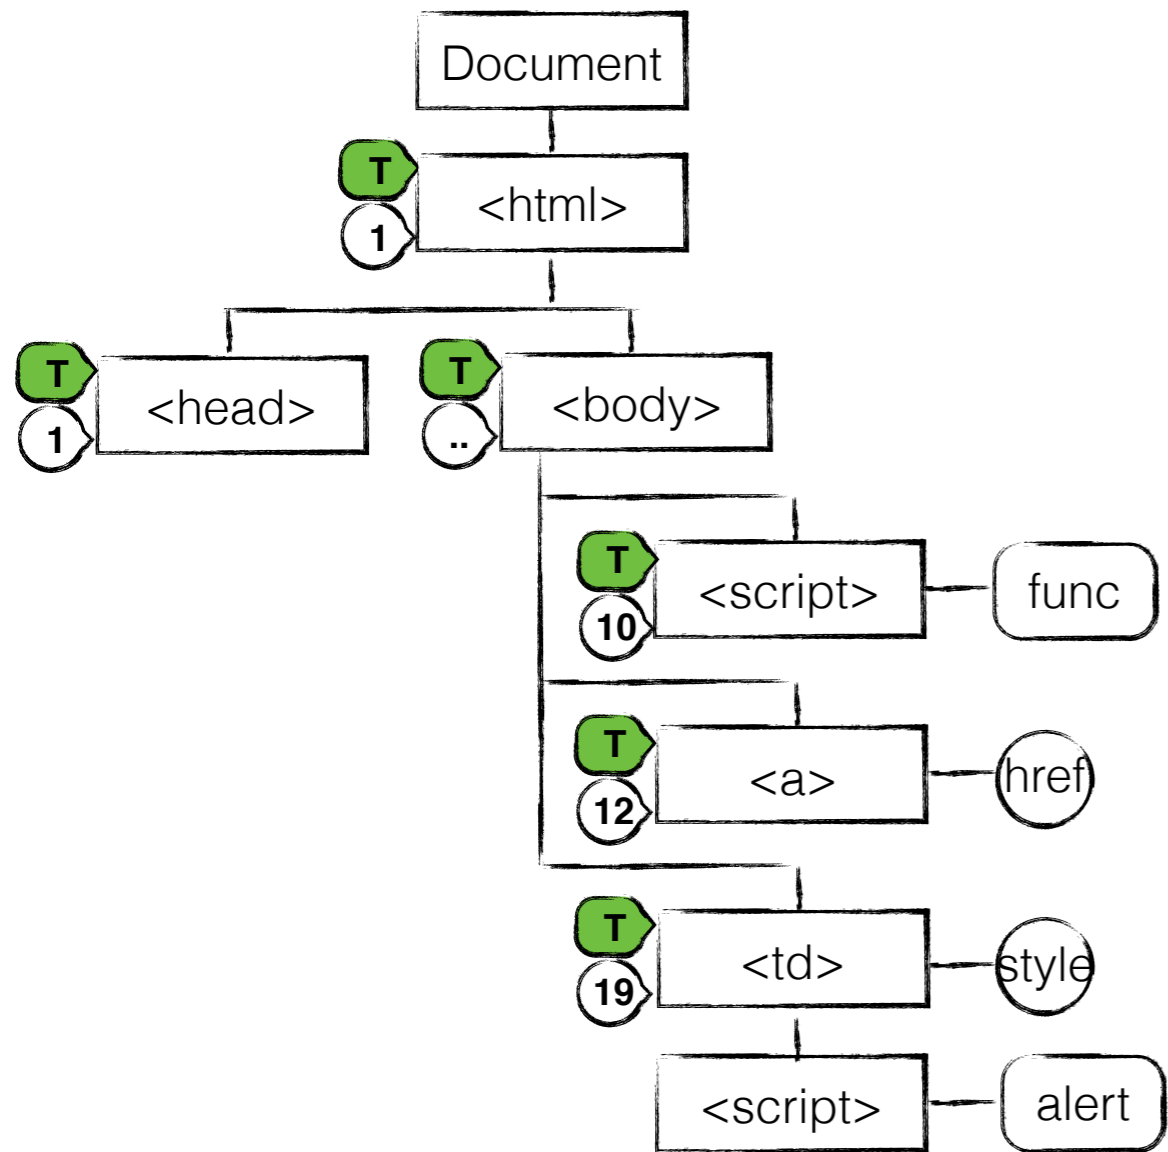 Document
T
<html>
1
T
<head>
1
T
<body>
..
T
<script>
10
func
T
<a>
12
href
T
<td>
19
style
<script>
alert